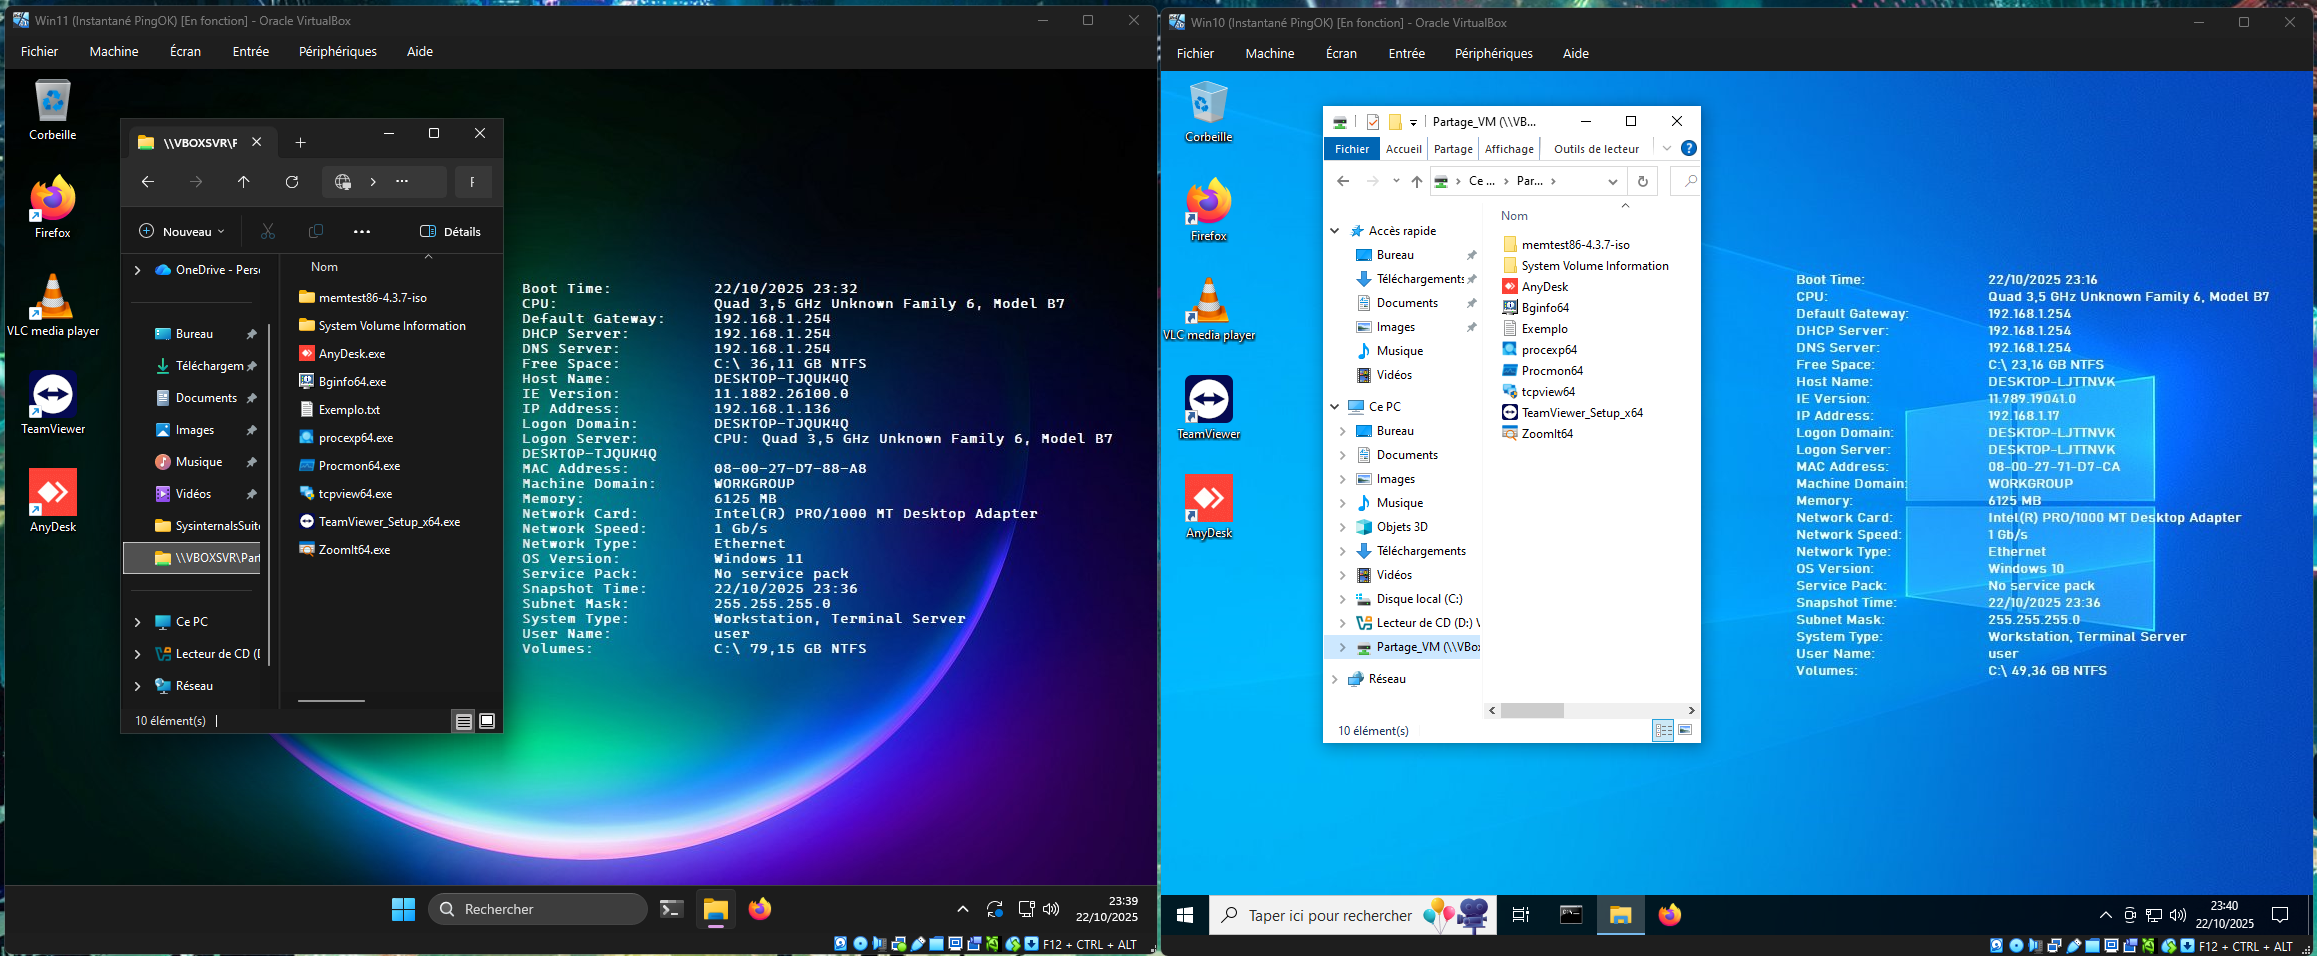 Win11 (Instantané PingOK) [En fonction] - Oracle VirtualBox
Fichier Machine Écran Entrée Périphériques Aide
Corbeille
Firefox
VLC media player
TeamViewer
AnyDesk
\\VBOXSVR\F
Nouveau
Détails
OneDrive - Pers
Bureau
Téléchargem
Documents
Images
Musique
Vidéos
SysinternalsSuit
\\VBOXSVR\Part
Ce PC
Lecteur de CD (
Réseau
Nom
memtest86-4.3.7-iso
System Volume Information
AnyDesk.exe
Bginfo64.exe
Exemplo.txt
procexp64.exe
Procmon64.exe
tcpview64.exe
TeamViewer_Setup_x64.exe
ZoomIt64.exe
10 élément(s)
Boot Time: 22/10/2025 23:32
CPU: Quad 3,5 GHz Unknown Family 6, Model B7
Default Gateway: 192.168.1.254
DHCP Server: 192.168.1.254
DNS Server: 192.168.1.254
Free Space: C:\ 36,11 GB NTFS
Host Name: DESKTOP-TJQUK4Q
IE Version: 11.1882.26100.0
IP Address: 192.168.1.136
Logon Domain: DESKTOP-TJQUK4Q
Logon Server: CPU: Quad 3,5 GHz Unknown Family 6, Model B7
DESKTOP-TJQUK4Q
MAC Address: 08-00-27-D7-88-A8
Machine Domain: WORKGROUP
Memory: 6125 MB
Network Card: Intel(R) PRO/1000 MT Desktop Adapter
Network Speed: 1 Gb/s
Network Type: Ethernet
OS Version: Windows 11
Service Pack: No service pack
Snapshot Time: 22/10/2025 23:36
Subnet Mask: 255.255.255.0
System Type: Workstation, Terminal Server
User Name: user
Volumes: C:\ 79,15 GB NTFS
Rechercher
23:39
22/10/2025
F12 + CTRL + ALT
Win10 (Instantané PingOK) [En fonction] - Oracle VirtualBox
Fichier Machine Écran Entrée Périphériques Aide
Corbeille
Firefox
VLC media player
TeamViewer
AnyDesk
Partage_VM (\\VB...
Fichier Accueil Partage Affichage Outils de lecteur
Ce ... Par...
Accès rapide
Bureau
Téléchargements
Documents
Images
Musique
Vidéos
Ce PC
Bureau
Documents
Images
Musique
Objets 3D
Téléchargements
Vidéos
Disque local (C:)
Lecteur de CD (D:) V
Partage_VM (\\VBox
Réseau
Nom
memtest86-4.3.7-iso
System Volume Information
AnyDesk
Bginfo64
Exemplo
procexp64
Procmon64
tcpview64
TeamViewer_Setup_x64
ZoomIt64
10 élément(s)
Boot Time: 22/10/2025 23:16
CPU: Quad 3,5 GHz Unknown Family 6, Model B7
Default Gateway: 192.168.1.254
DHCP Server: 192.168.1.254
DNS Server: 192.168.1.254
Free Space: C:\ 23,16 GB NTFS
Host Name: DESKTOP-LJTTNVK
IE Version: 11.789.19041.0
IP Address: 192.168.1.17
Logon Domain: DESKTOP-LJTTNVK
Logon Server: DESKTOP-LJTTNVK
MAC Address: 08-00-27-71-D7-CA
Machine Domain: WORKGROUP
Memory: 6125 MB
Network Card: Intel(R) PRO/1000 MT Desktop Adapter
Network Speed: 1 Gb/s
Network Type: Ethernet
OS Version: Windows 10
Service Pack: No service pack
Snapshot Time: 22/10/2025 23:36
Subnet Mask: 255.255.255.0
System Type: Workstation, Terminal Server
User Name: user
Volumes: C:\ 49,36 GB NTFS
Taper ici pour rechercher
23:40
22/10/2025
F12 + CTRL + ALT